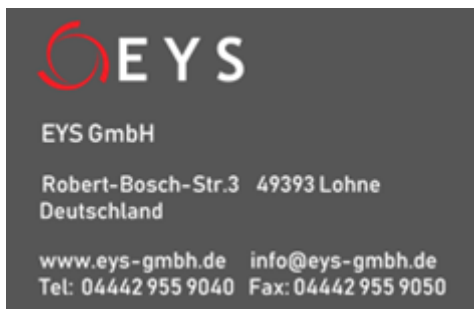 EYS
EYS GmbH
Robert-Bosch-Str.3 49393 Lohne
Deutschland
www.eys-gmbh.de info@eys-gmbh.de
Tel: 04442 955 9040 Fax: 04442 955 9050